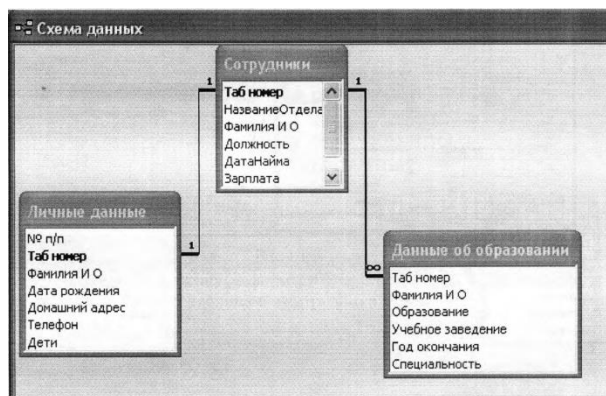 Схема данных
Сотрудники
Таб номер
НазваниеОтдела
Фамилия И О
Должность
ДатаНайма
Зарплата
1
1
Личные данные
№ п/п
Таб номер
Фамилия И О
Дата рождения
Домашний адрес
Телефон
Дети
1
∞
Данные об образовании
Таб номер
Фамилия И О
Образование
Учебное заведение
Год окончания
Специальность